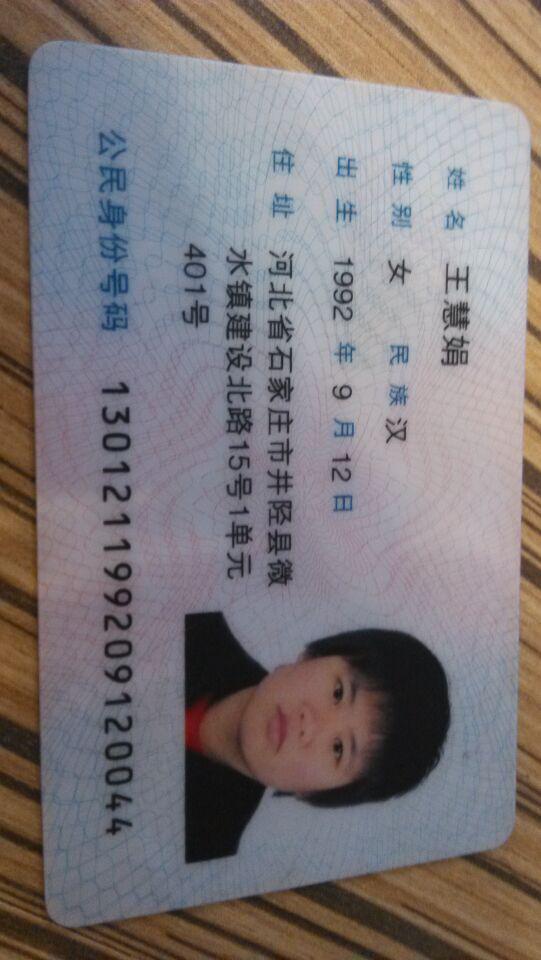 姓名 王慧娟
性别 女 民族 汉
出生 1992 年 9 月 12 日
住址 河北省石家庄市井陉县微
水镇建设北路15号1单元
401号
公民身份号码 130121199209120044